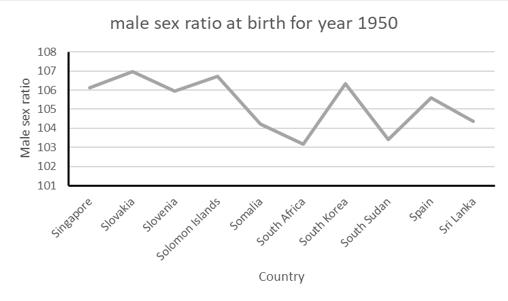 male sex ratio at birth for year 1950
Male sex ratio
108
107
106
105
104
103
102
101
Singapore
Slovakia
Slovenia
Solomon Islands
Somalia
South Africa
South Korea
South Sudan
Spain
Sri Lanka
Country